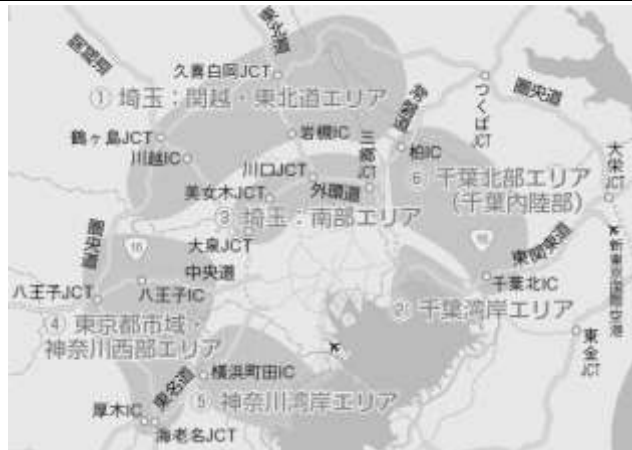 東北道
関越道
久喜白岡JCT
① 埼玉：関越・東北道エリア
常磐道
圏央道
つくばJCT
鶴ヶ島JCT
岩槻IC
三郷JCT
柏IC
大栄JCT
川越IC
川口JCT
⑥ 千葉北部エリア
（千葉内陸部）
美女木JCT
外環道
③ 埼玉：南部エリア
圏央道
16
大泉JCT
16
東関東道
新東京国際空港
中央道
千葉北IC
八王子JCT
八王子IC
② 千葉湾岸エリア
④ 東京都市域・
神奈川西部エリア
東金JCT
東名道
横浜町田IC
⑤ 神奈川湾岸エリア
厚木IC
海老名JCT